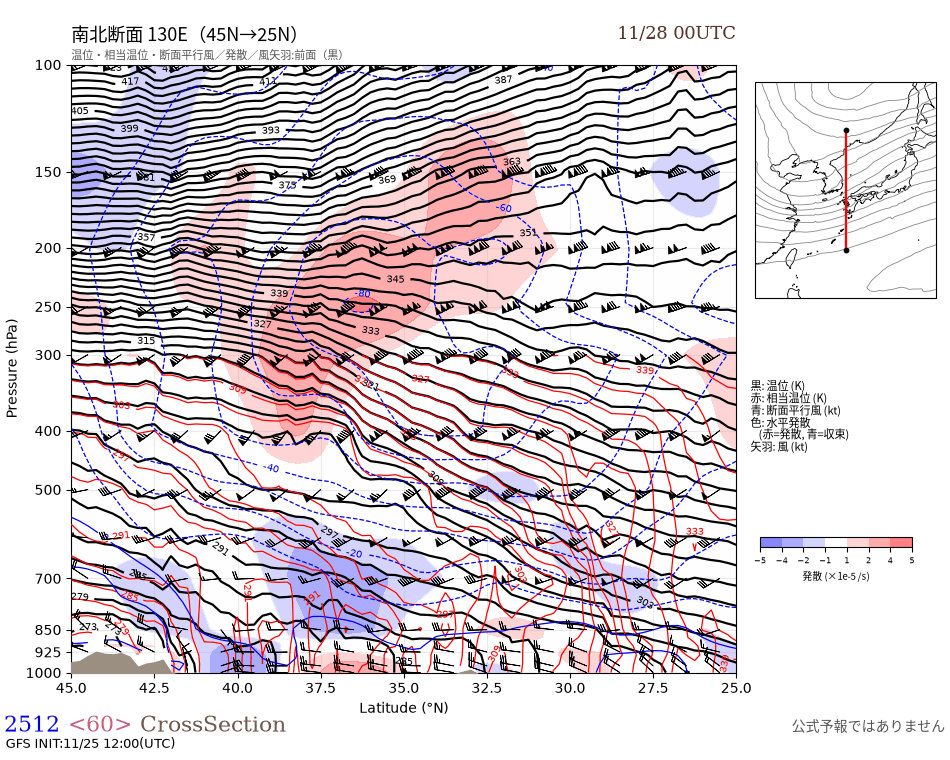 南北断面 130E（45N→25N）
11/28 00UTC
温位・相当温位・断面平行風／発散／風矢羽:前面（黒）
100
150
200
250
300
400
500
700
850
925
1000
Pressure (hPa)
45.0 42.5 40.0 37.5 35.0 32.5 30.0 27.5 25.0
Latitude (°N)
417
411
387
405
399
393
363
375
369
357
351
345
339
327
333
315
339
-60
-80
-40
-20
333
291
291
297
309
303
279
273
285
309
黒: 温位 (K)
赤: 相当温位 (K)
青: 断面平行風 (kt)
色: 水平発散
(赤=発散, 青=収束)
矢羽: 風 (kt)
−5 −4 −2 −1 1 2 4 5
発散 (×1e-5 /s)
2512 <60> CrossSection
公式予報ではありません
GFS INIT:11/25 12:00(UTC)